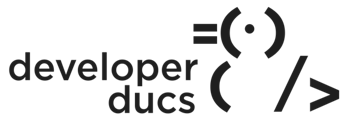 =(·)
developer ( />
ducs